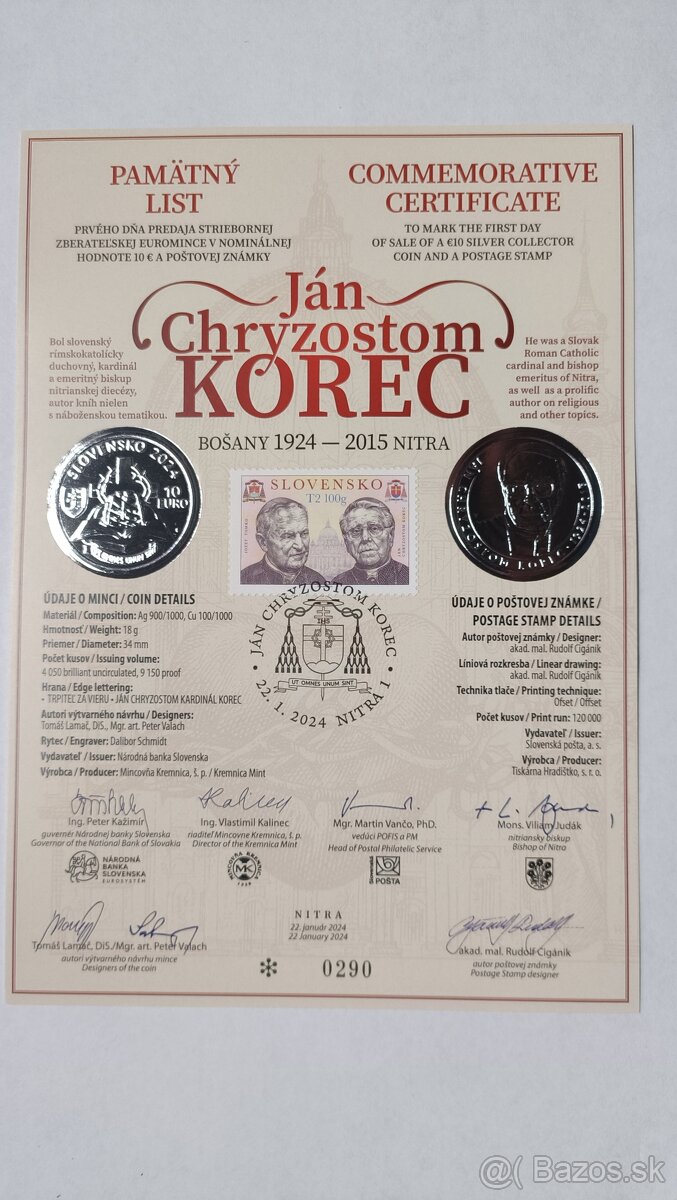 PAMÄTNÝ
LIST
PRVÉHO DŇA PREDAJA STRIEBORNEJ
ZBERATEĽSKEJ EUROMINCE V NOMINÁLNEJ
HODNOTE 10 € A POŠTOVEJ ZNÁMKY
COMMEMORATIVE
CERTIFICATE
TO MARK THE FIRST DAY
OF SALE OF A €10 SILVER COLLECTOR
COIN AND A POSTAGE STAMP
Ján
Chryzostom
KOREC
BOŠANY 1924 — 2015 NITRA
Bol slovenský
rímskokatolícky
duchovný, kardinál
a emeritný biskup
nitrianskej diecézy,
autor kníh nielen
s náboženskou tematikou.
He was a Slovak
Roman Catholic
cardinal and bishop
emeritus of Nitra,
as well as a prolific
author on religious
and other topics.
SLOVENSKO 2024
10
EURO
UT OMNES UNUM SINT
SLOVENSKO
T2 100g
JOZEF TOMKO
JÁN CHRYZOSTOM KOREC
IHS
UT OMNES UNUM SINT
22. 1. 2024 NITRA 1
ÚDAJE O MINCI / COIN DETAILS
Materiál / Composition: Ag 900/1000, Cu 100/1000
Hmotnosť / Weight: 18 g
Priemer / Diameter: 34 mm
Počet kusov / Issuing volume:
4 050 brilliant uncirculated, 9 150 proof
Hrana / Edge lettering:
• TRPITEĽ ZA VIERU • JÁN CHRYZOSTOM KARDINÁL KOREC
Autori výtvarného návrhu / Designers:
Tomáš Lamač, DiS., Mgr. art. Peter Valach
Rytec / Engraver: Dalibor Schmidt
Vydavateľ / Issuer: Národná banka Slovenska
Výrobca / Producer: Mincovňa Kremnica, š. p. / Kremnica Mint
ÚDAJE O POŠTOVEJ ZNÁMKE /
POSTAGE STAMP DETAILS
Autor poštovej známky / Designer:
akad. mal. Rudolf Cigánik
Líniová rozkresba / Linear drawing:
akad. mal. Rudolf Cigánik
Technika tlače / Printing technique:
Ofset / Offset
Počet kusov / Print run: 120 000
Vydavateľ / Issuer:
Slovenská pošta, a. s.
Výrobca / Producer:
Tiskárna Hradištko, s. r. o.
Ing. Peter Kažimír
guvernér Národnej banky Slovenska
Governor of the National Bank of Slovakia
NÁRODNÁ
BANKA
SLOVENSKA
EUROSYSTÉM
Ing. Vlastimil Kalinec
riaditeľ Mincovne Kremnica, š. p.
Director of the Kremnica Mint
MINCOVŇA KREMNICA
MK
1328
Mgr. Martin Vančo, PhD.
vedúci POFIS a PM
Head of Postal Philatelic Service
POŠTA
Mons. Viliam Judák
nitriansky biskup
Bishop of Nitra
Tomáš Lamač, DiS./Mgr. art. Peter Valach
autori výtvarného návrhu mince
Designers of the coin
NITRA
22. január 2024
22 January 2024
0290
akad. mal. Rudolf Cigánik
autor poštovej známky
Postage Stamp designer
@( Bazos.sk